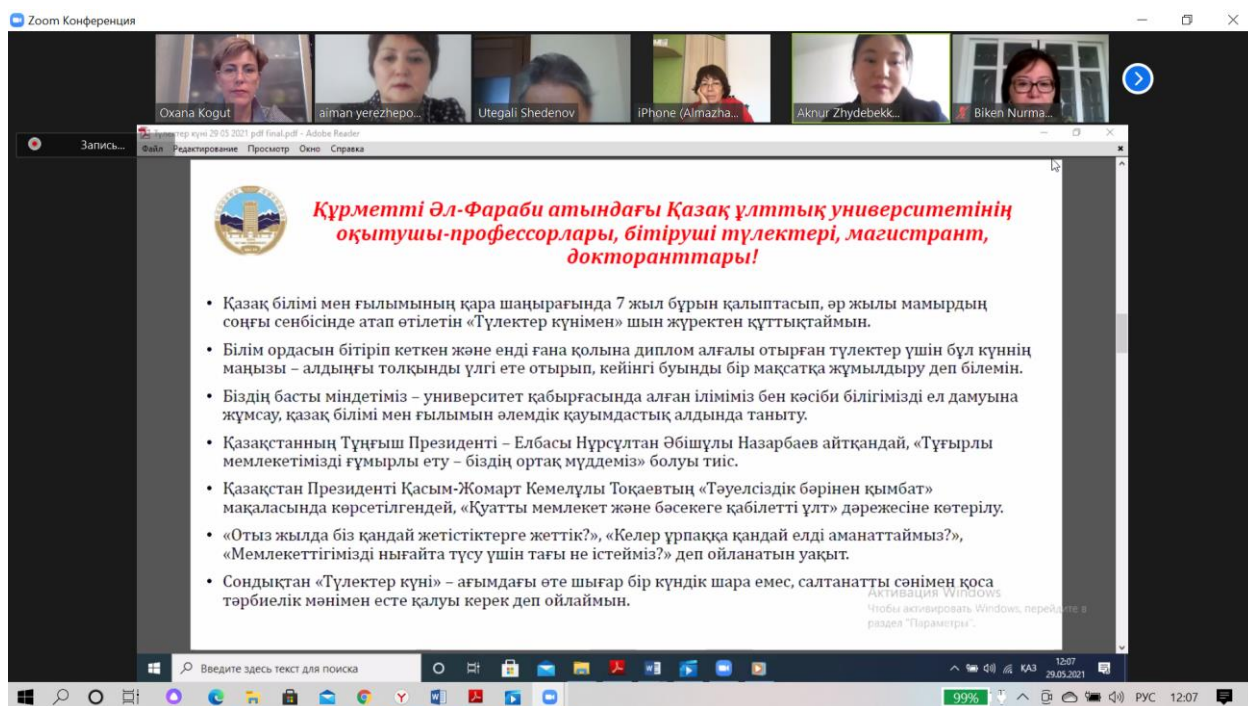 Zoom Конференция
Oxana Kogut
aiman yerezhepo...
Utegali Shedenov
iPhone (Almazha...
Aknur Zhydebekk...
Biken Nurma...
Запись...
күні 29 05 2021 pdf final.pdf - Adobe Reader
Файл Редактирование Просмотр Окно Справка
Құрметті Әл-Фараби атындағы Қазақ ұлттық университетінің
оқытушы-профессорлары, бітіруші түлектері, магистрант,
докторанттары!
• Қазақ білімі мен ғылымының қара шаңырағында 7 жыл бұрын қалыптасып, әр жылы мамырдың
соңғы сенбісінде атап өтілетін «Түлектер күнімен» шын жүректен құттықтаймын.
• Білім ордасын бітіріп кеткен және енді ғана қолына диплом алғалы отырған түлектер үшін бұл күннің
маңызы – алдыңғы толқынды үлгі ете отырып, кейінгі буынды бір мақсатқа жұмылдыру деп білемін.
• Біздің басты міндетіміз – университет қабырғасында алған іліміміз бен кәсіби білігімізді ел дамуына
жұмсау, қазақ білімі мен ғылымын әлемдік қауымдастық алдында таныту.
• Қазақстанның Тұңғыш Президенті – Елбасы Нұрсұлтан Әбішұлы Назарбаев айтқандай, «Тұғырлы
мемлекетімізді ғұмырлы ету – біздің ортақ мүддеміз» болуы тиіс.
• Қазақстан Президенті Қасым-Жомарт Кемелұлы Тоқаевтың «Тәуелсіздік бәрінен қымбат»
мақаласында көрсетілгендей, «Қуатты мемлекет және бәсекеге қабілетті ұлт» дәрежесіне көтерілу.
• «Отыз жылда біз қандай жетістіктерге жеттік?», «Келер ұрпаққа қандай елді аманаттаймыз?»,
«Мемлекеттігімізді нығайта түсу үшін тағы не істейміз?» деп ойланатын уақыт.
• Сондықтан «Түлектер күні» – ағымдағы өте шығар бір күндік шара емес, салтанатты сәнімен қоса
тәрбиелік мәнімен есте қалуы керек деп ойлаймын.
Активация Windows
Чтобы активировать Windows, перейдите в
раздел "Параметры".
Введите здесь текст для поиска
ҚАЗ
12:07
29.05.2021
99%
РУС
12:07